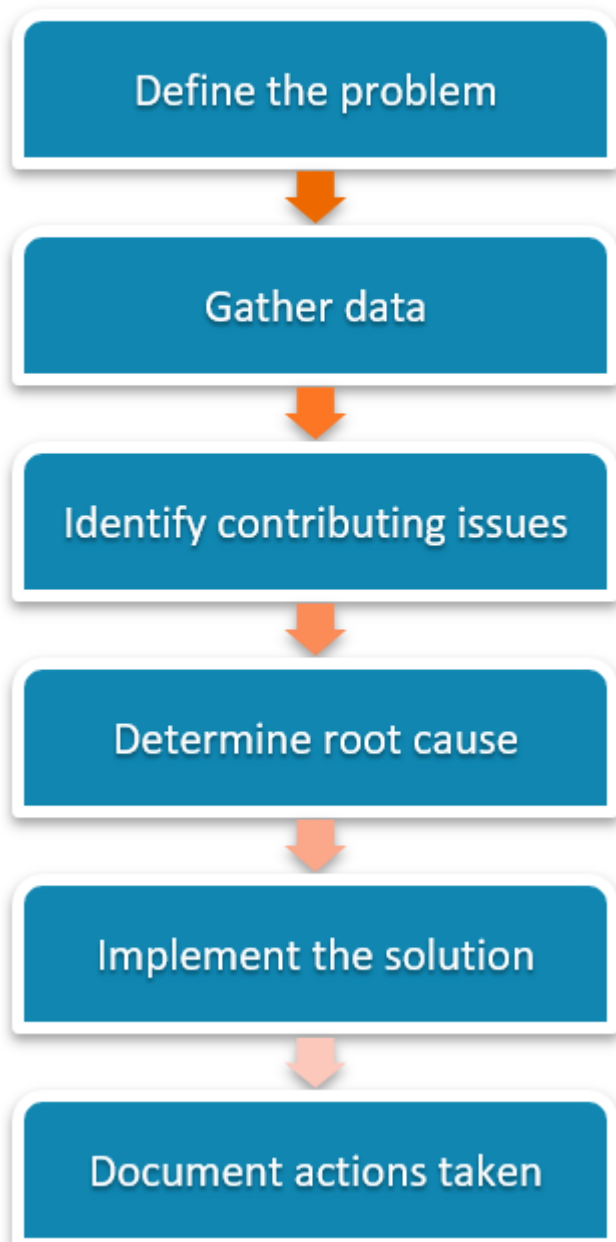 Define the problem
Gather data
Identify contributing issues
Determine root cause
Implement the solution
Document actions taken